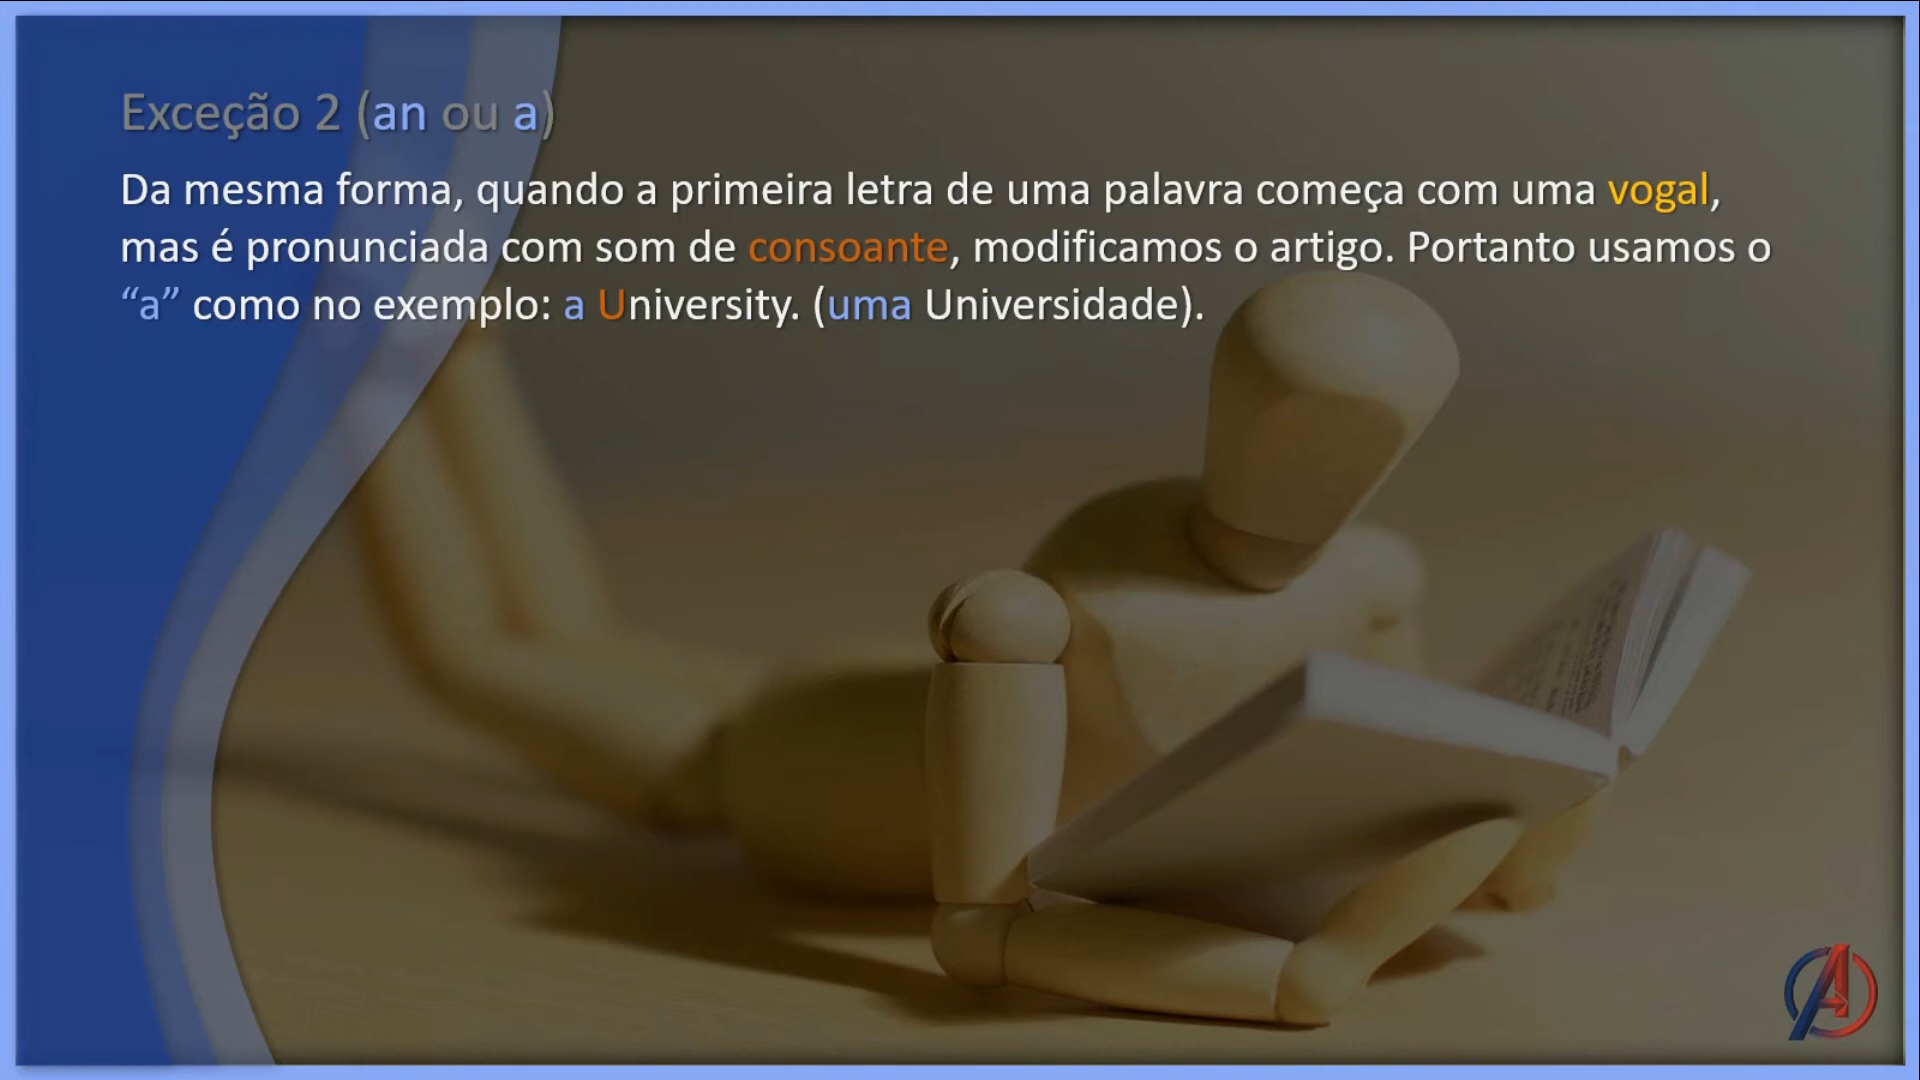 Exceção 2 (an ou a)
Da mesma forma, quando a primeira letra de uma palavra começa com uma vogal,
mas é pronunciada com som de consoante, modificamos o artigo. Portanto usamos o
“a” como no exemplo: a University. (uma Universidade).